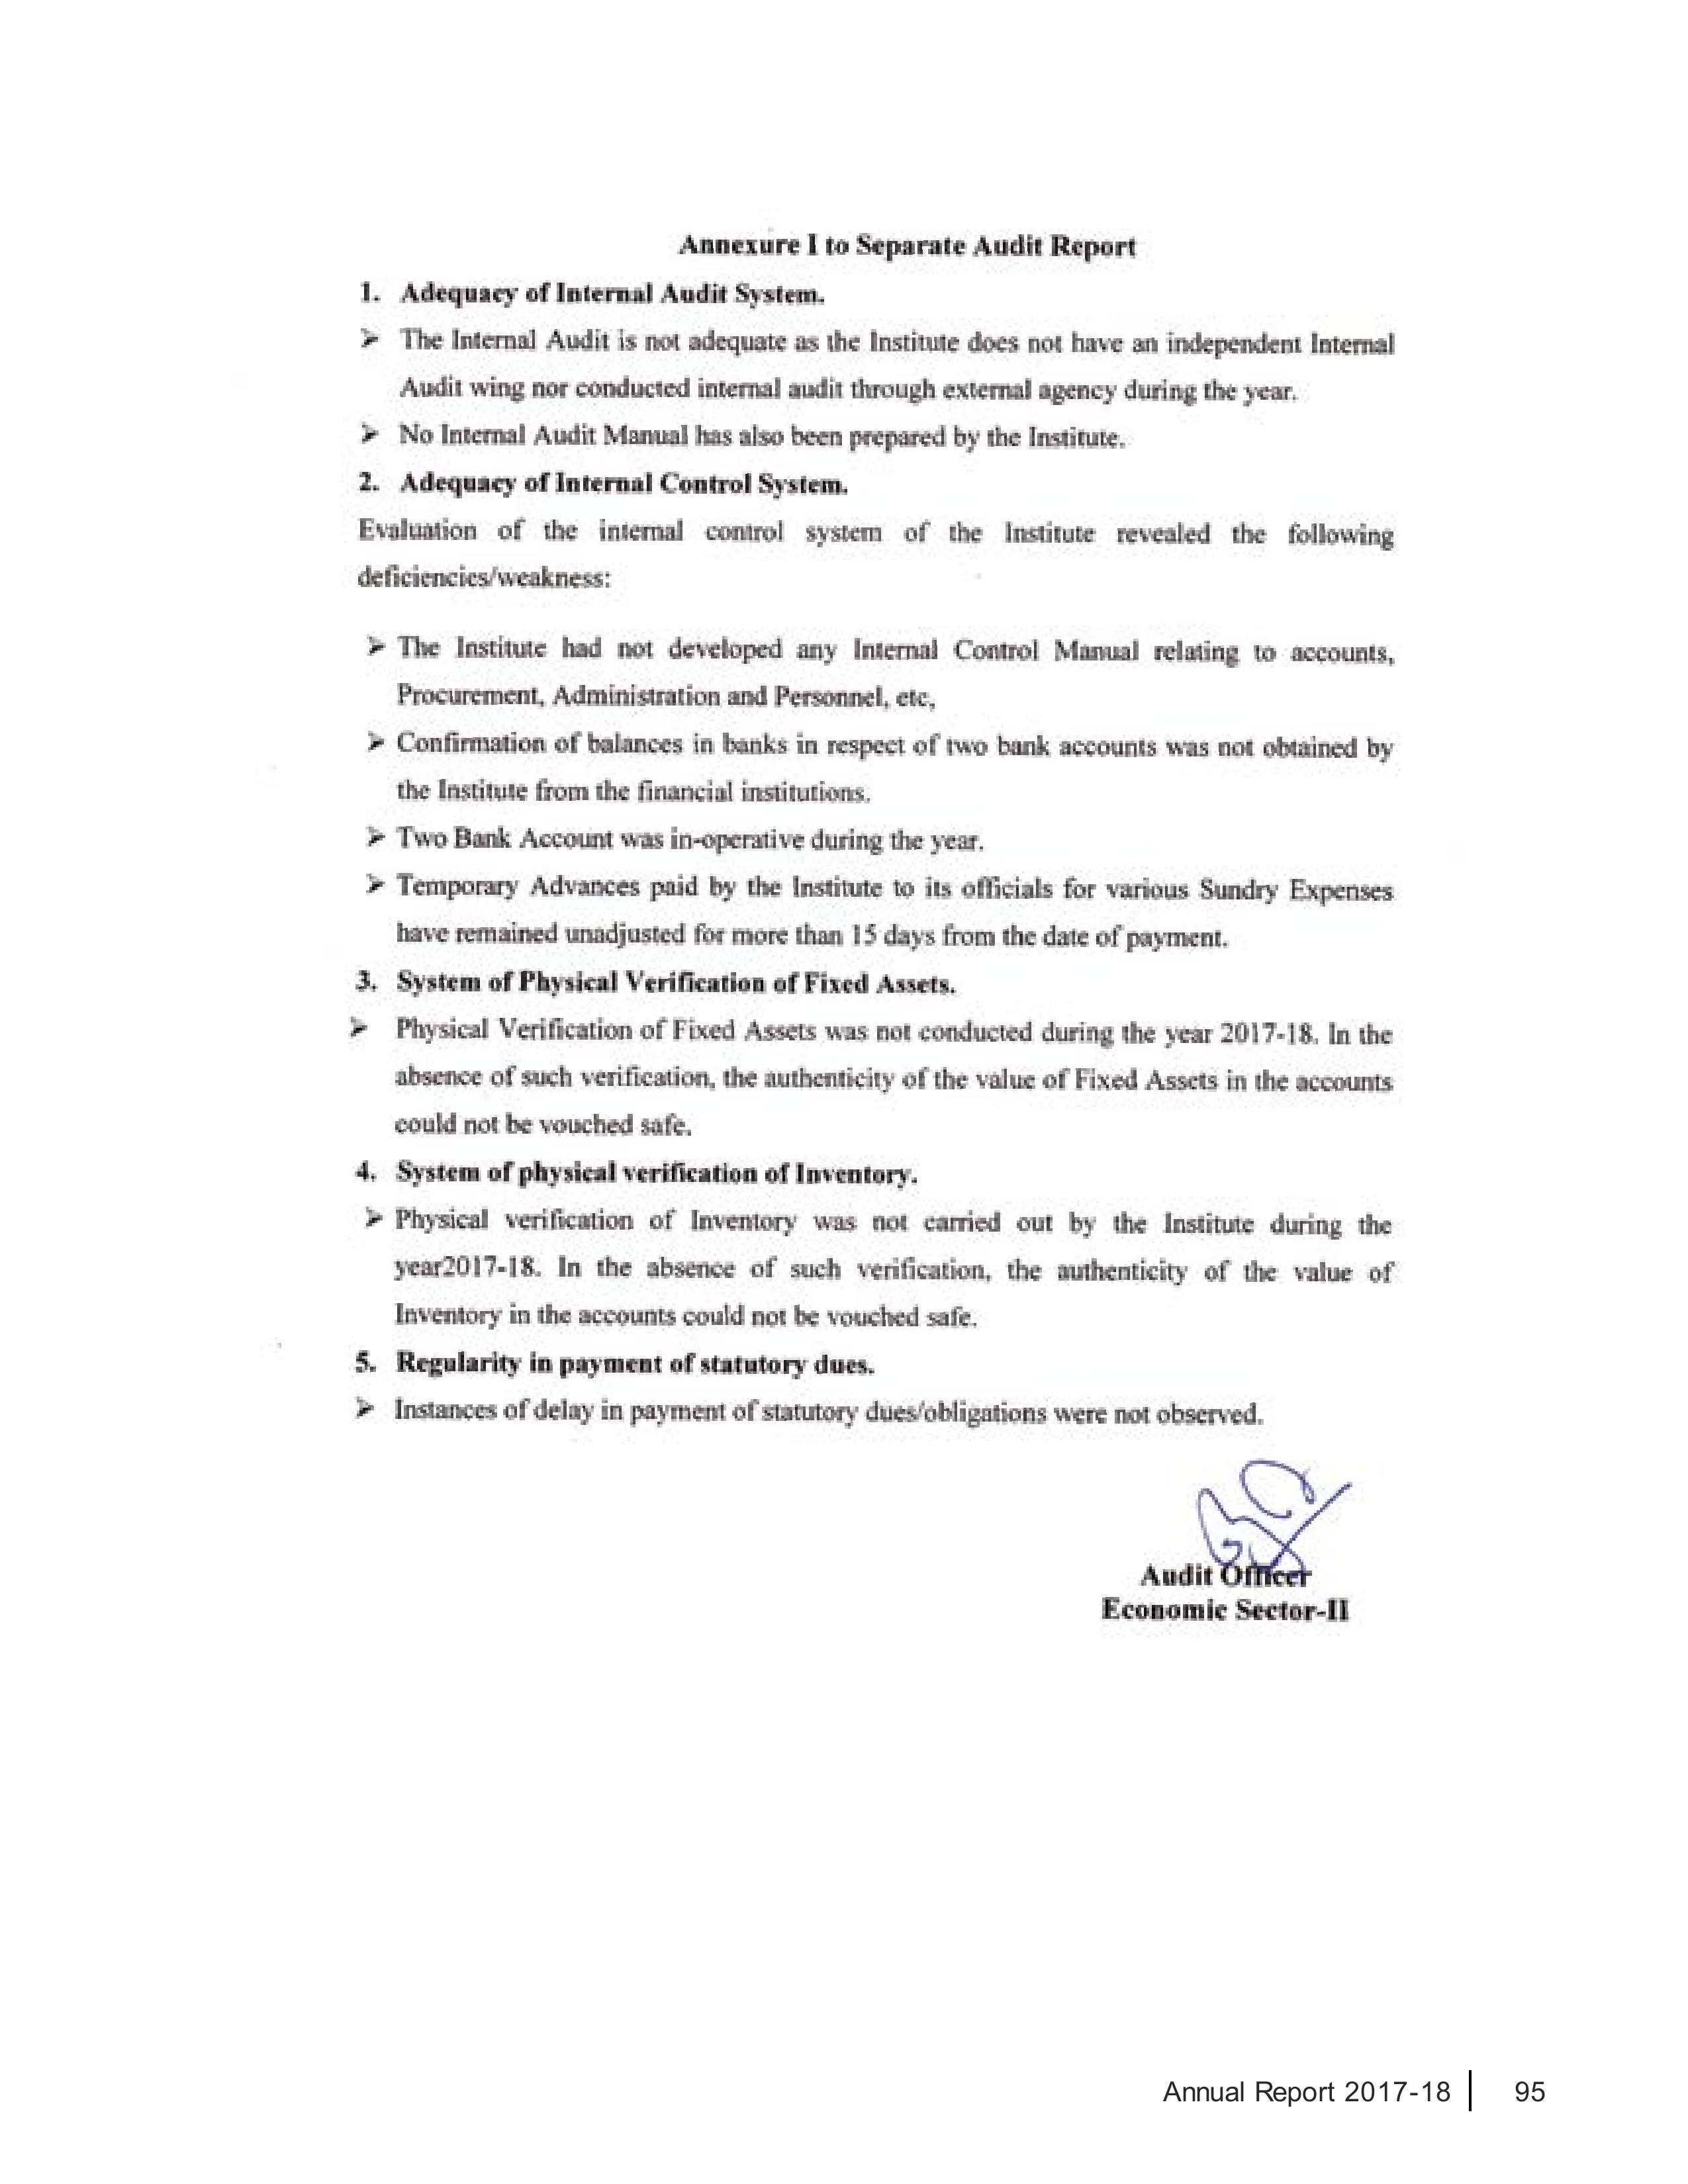 Annexure I to Separate Audit Report
1. Adequacy of Internal Audit System.
➢ The Internal Audit is not adequate as the Institute does not have an independent Internal
Audit wing nor conducted internal audit through external agency during the year.
➢ No Internal Audit Manual has also been prepared by the Institute.
2. Adequacy of Internal Control System.
Evaluation of the internal control system of the Institute revealed the following
deficiencies/weakness:
➢ The Institute had not developed any Internal Control Manual relating to accounts,
Procurement, Administration and Personnel, etc,
➢ Confirmation of balances in banks in respect of two bank accounts was not obtained by
the Institute from the financial institutions.
➢ Two Bank Account was in-operative during the year.
➢ Temporary Advances paid by the Institute to its officials for various Sundry Expenses
have remained unadjusted for more than 15 days from the date of payment.
3. System of Physical Verification of Fixed Assets.
➢ Physical Verification of Fixed Assets was not conducted during the year 2017-18. In the
absence of such verification, the authenticity of the value of Fixed Assets in the accounts
could not be vouched safe.
4. System of physical verification of Inventory.
➢ Physical verification of Inventory was not carried out by the Institute during the
year2017-18. In the absence of such verification, the authenticity of the value of
Inventory in the accounts could not be vouched safe.
5. Regularity in payment of statutory dues.
➢ Instances of delay in payment of statutory dues/obligations were not observed.
Audit Officer
Economic Sector-II
Annual Report 2017-18 | 95